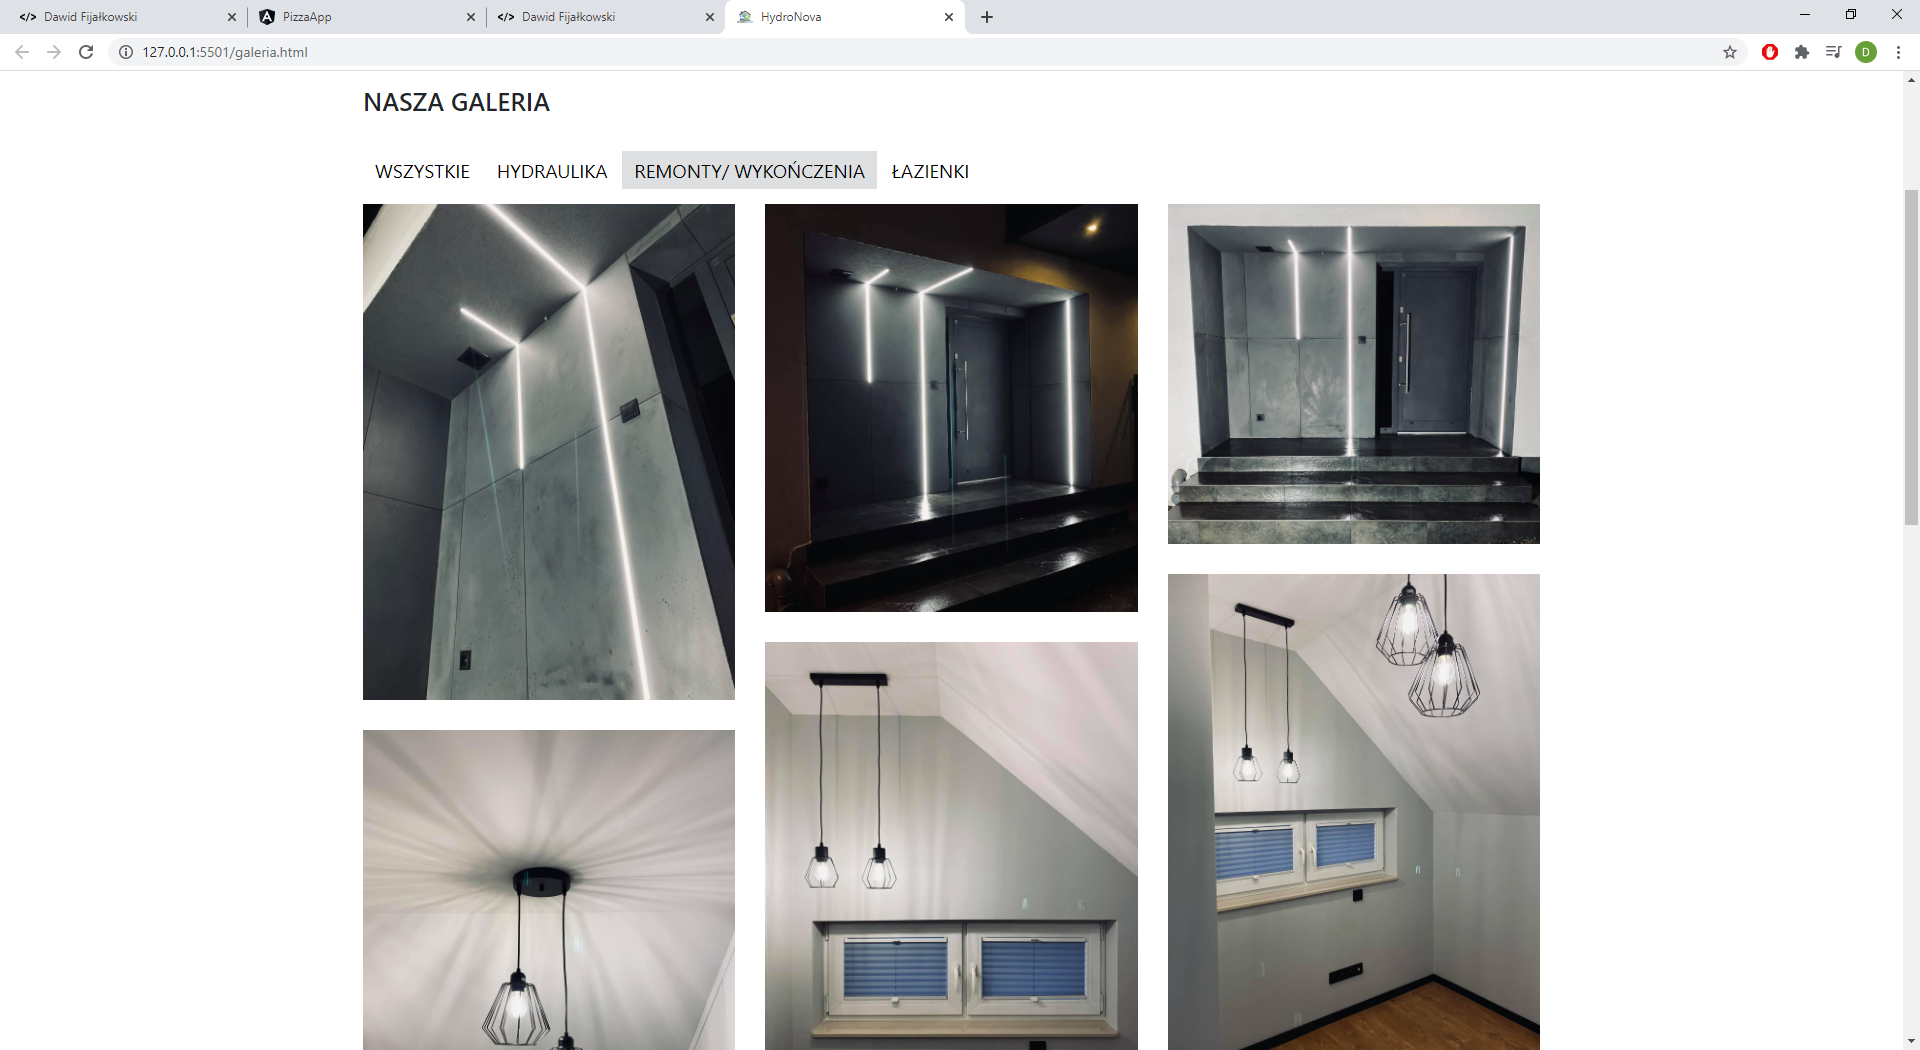 </> Dawid Fijałkowski
PizzaApp
</> Dawid Fijałkowski
HydroNova
127.0.0.1:5501/galeria.html
D
NASZA GALERIA
WSZYSTKIE HYDRAULIKA REMONTY/ WYKOŃCZENIA ŁAZIENKI